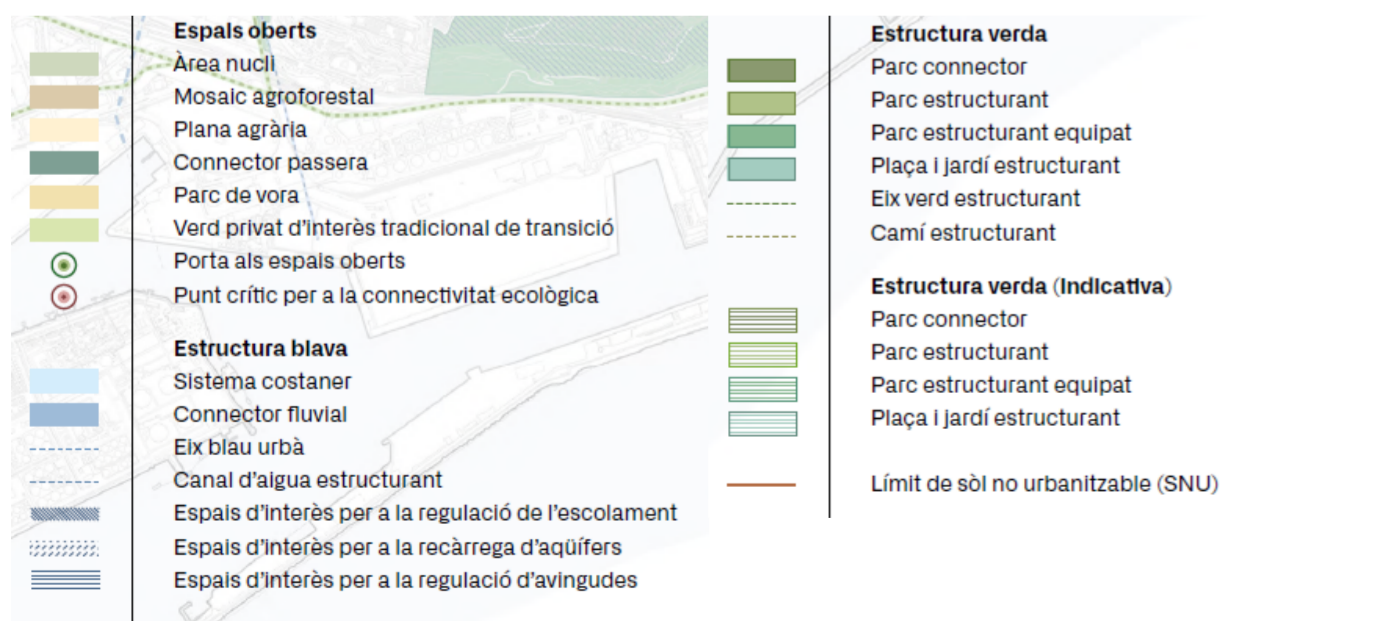 Espais oberts
Àrea nucli
Mosaic agroforestal
Plana agrària
Connector passera
Parc de vora
Verd privat d'interès tradicional de transició
Porta als espais oberts
Punt crític per a la connectivitat ecològica
Estructura blava
Sistema costaner
Connector fluvial
Eix blau urbà
Canal d'aigua estructurant
Espais d'interès per a la regulació de l'escolament
Espais d'interès per a la recàrrega d'aqüífers
Espais d'interès per a la regulació d'avingudes
Estructura verda
Parc connector
Parc estructurant
Parc estructurant equipat
Plaça i jardí estructurant
Eix verd estructurant
Camí estructurant
Estructura verda (Indicativa)
Parc connector
Parc estructurant
Parc estructurant equipat
Plaça i jardí estructurant
Límit de sòl no urbanitzable (SNU)